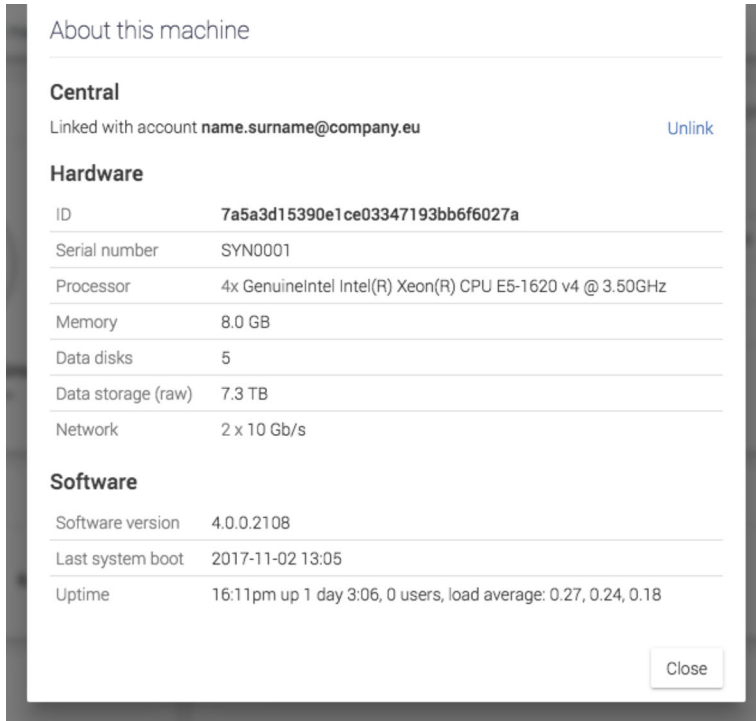 About this machine
Central
Linked with account name.surname@company.eu Unlink
Hardware
ID 7a5a3d15390e1ce03347193bb6f6027a
Serial number SYN0001
Processor 4x GenuineIntel Intel(R) Xeon(R) CPU E5-1620 v4 @ 3.50GHz
Memory 8.0 GB
Data disks 5
Data storage (raw) 7.3 TB
Network 2 x 10 Gb/s
Software
Software version 4.0.0.2108
Last system boot 2017-11-02 13:05
Uptime 16:11pm up 1 day 3:06, 0 users, load average: 0.27, 0.24, 0.18
Close